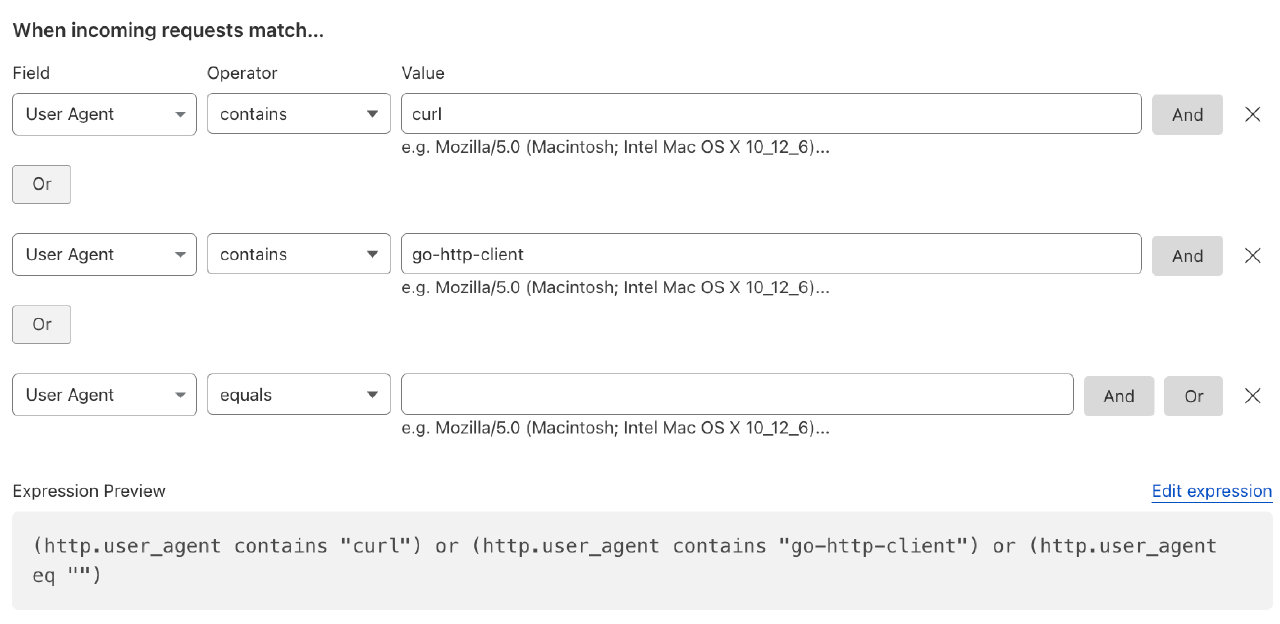 When incoming requests match...
Field Operator Value
User Agent contains curl And
e.g. Mozilla/5.0 (Macintosh; Intel Mac OS X 10_12_6)...
Or
User Agent contains go-http-client And
e.g. Mozilla/5.0 (Macintosh; Intel Mac OS X 10_12_6)...
Or
User Agent equals And Or
e.g. Mozilla/5.0 (Macintosh; Intel Mac OS X 10_12_6)...
Expression Preview Edit expression
(http.user_agent contains "curl") or (http.user_agent contains "go-http-client") or (http.user_agent
eq "")